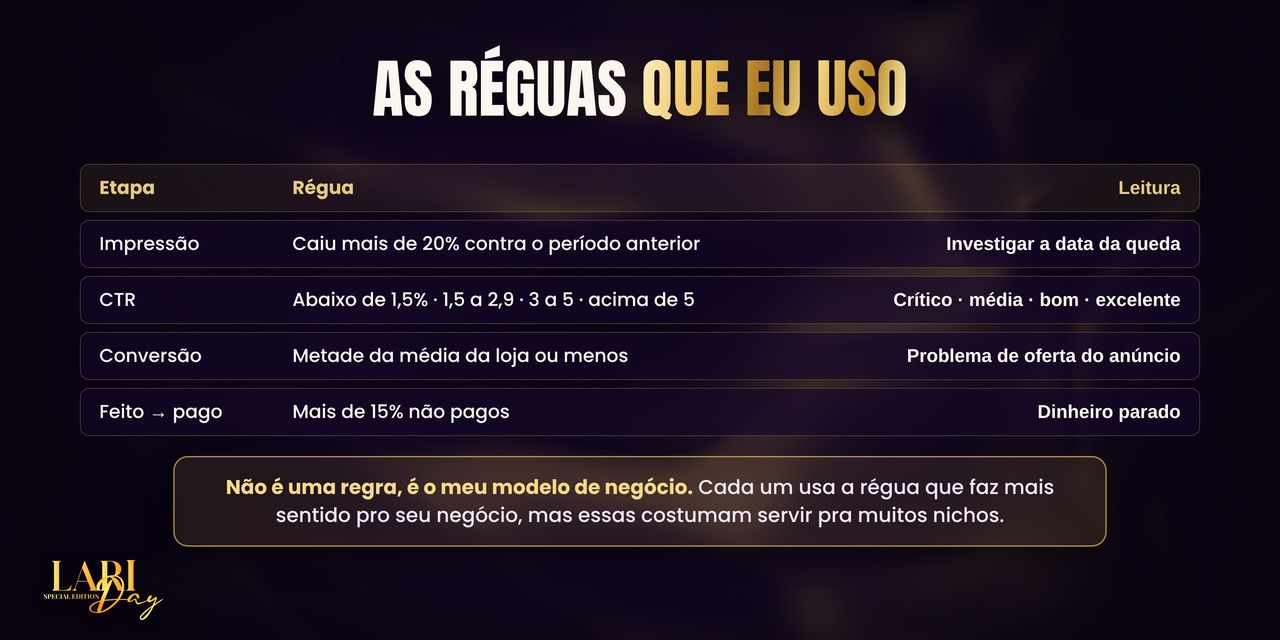 AS RÉGUAS QUE EU USO
Etapa Régua Leitura
Impressão Caiu mais de 20% contra o período anterior Investigar a data da queda
CTR Abaixo de 1,5% · 1,5 a 2,9 · 3 a 5 · acima de 5 Crítico · média · bom · excelente
Conversão Metade da média da loja ou menos Problema de oferta do anúncio
Feito → pago Mais de 15% não pagos Dinheiro parado
Não é uma regra, é o meu modelo de negócio. Cada um usa a régua que faz mais
sentido pro seu negócio, mas essas costumam servir pra muitos nichos.
LABI
SPECIAL EDITION Day